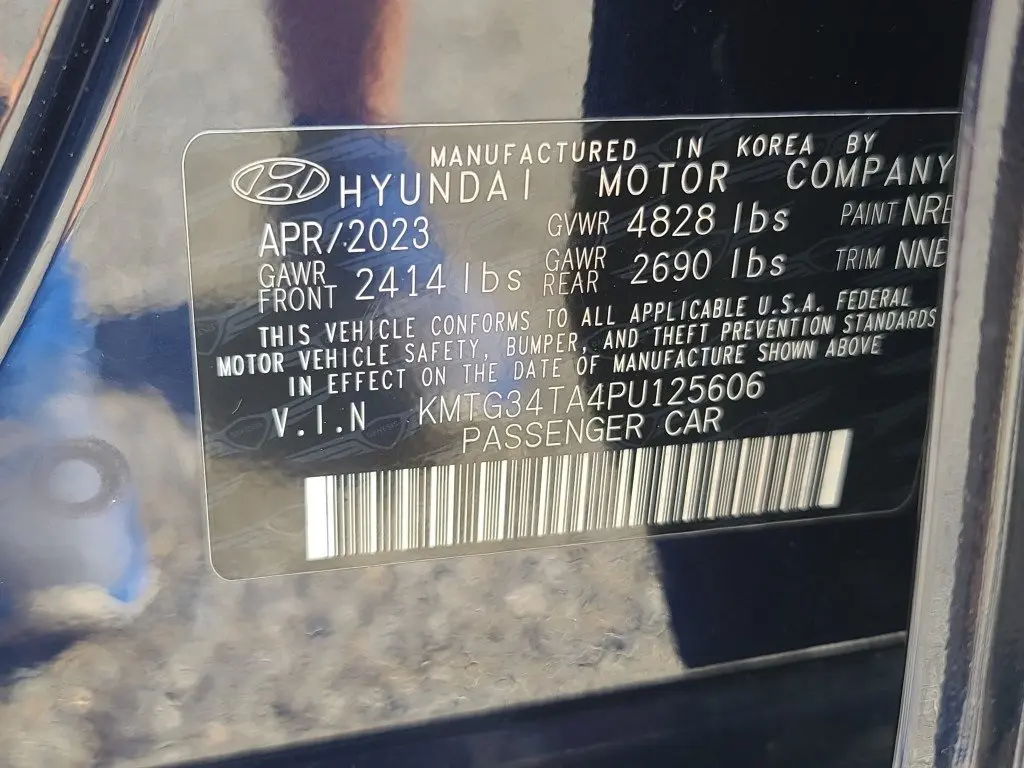 MANUFACTURED IN KOREA BY
HYUNDAI MOTOR COMPANY
APR/2023 GVWR 4828 lbs PAINT NRB
GAWR FRONT 2414 lbs GAWR REAR 2690 lbs TRIM NNB
THIS VEHICLE CONFORMS TO ALL APPLICABLE U.S.A. FEDERAL
MOTOR VEHICLE SAFETY, BUMPER, AND THEFT PREVENTION STANDARDS
IN EFFECT ON THE DATE OF MANUFACTURE SHOWN ABOVE
V.I.N KMTG34TA4PU125606
PASSENGER CAR